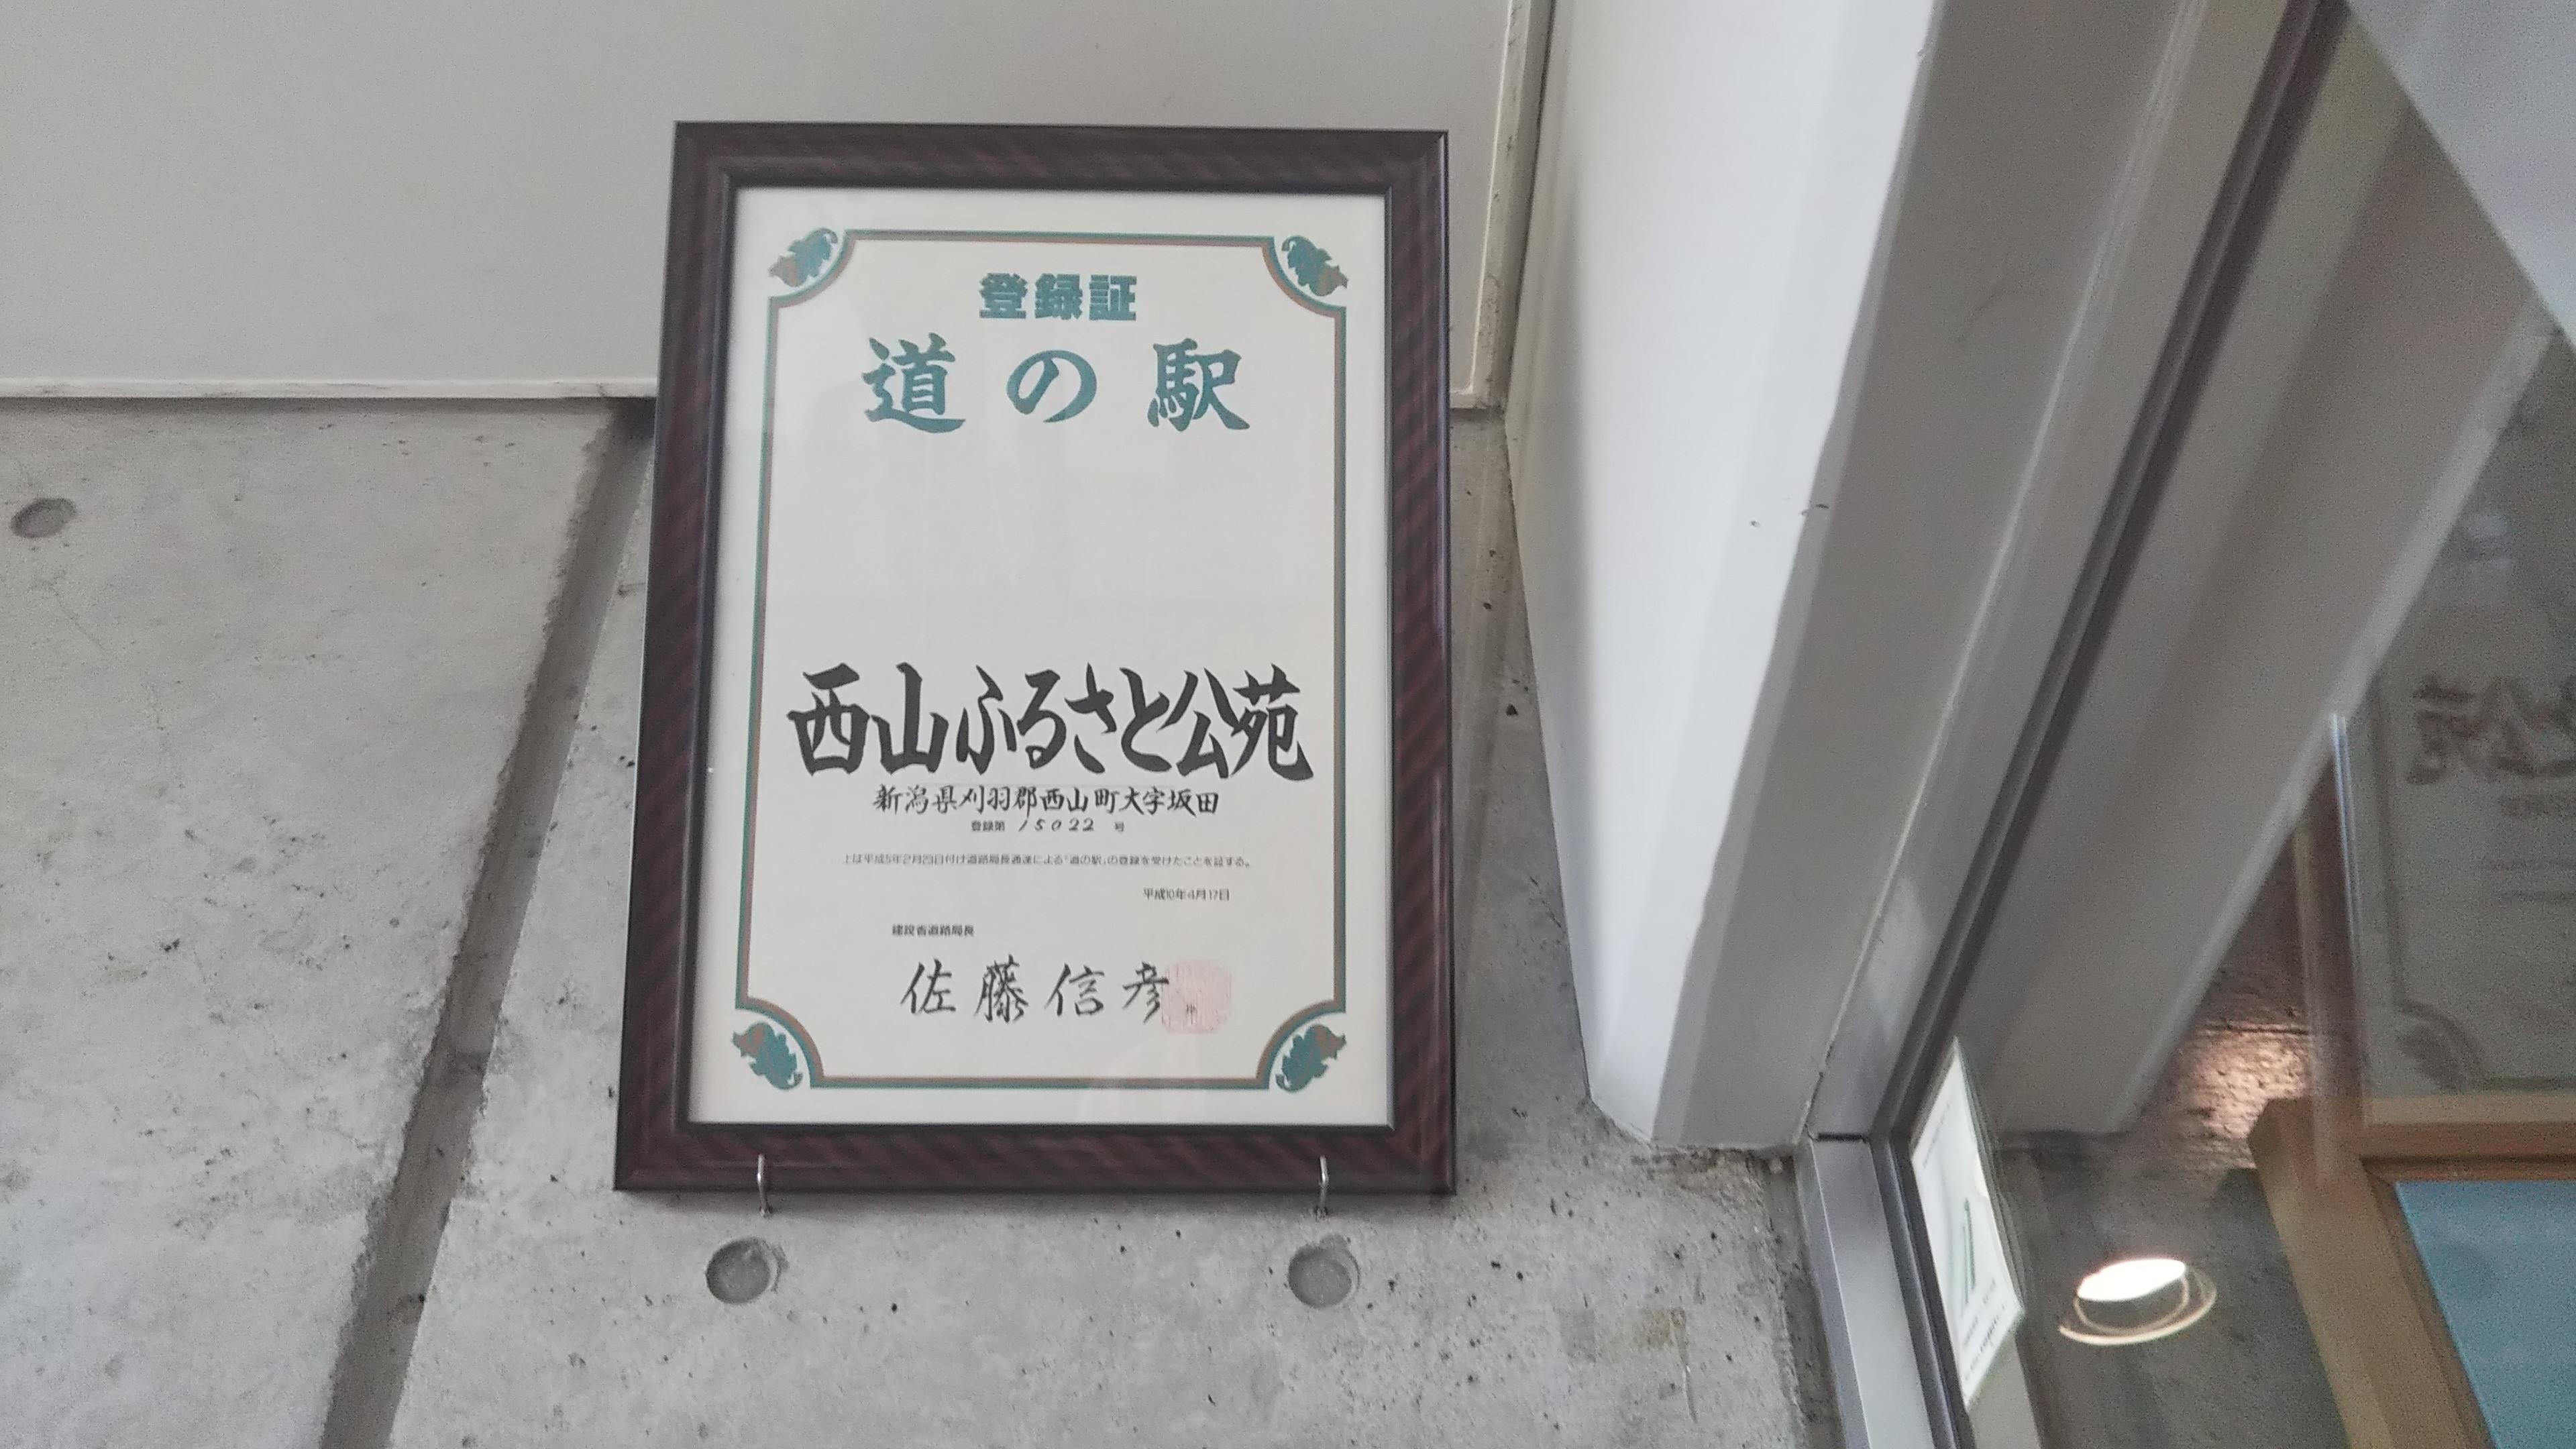 登録証
道の駅
西山ふるさと公苑
新潟県刈羽郡西山町大字坂田
登録第 15022 号
上は平成5年2月23日付け道路局長通達による「道の駅」の登録を受けたことを証する。
平成10年4月17日
建設省道路局長
佐藤信彦